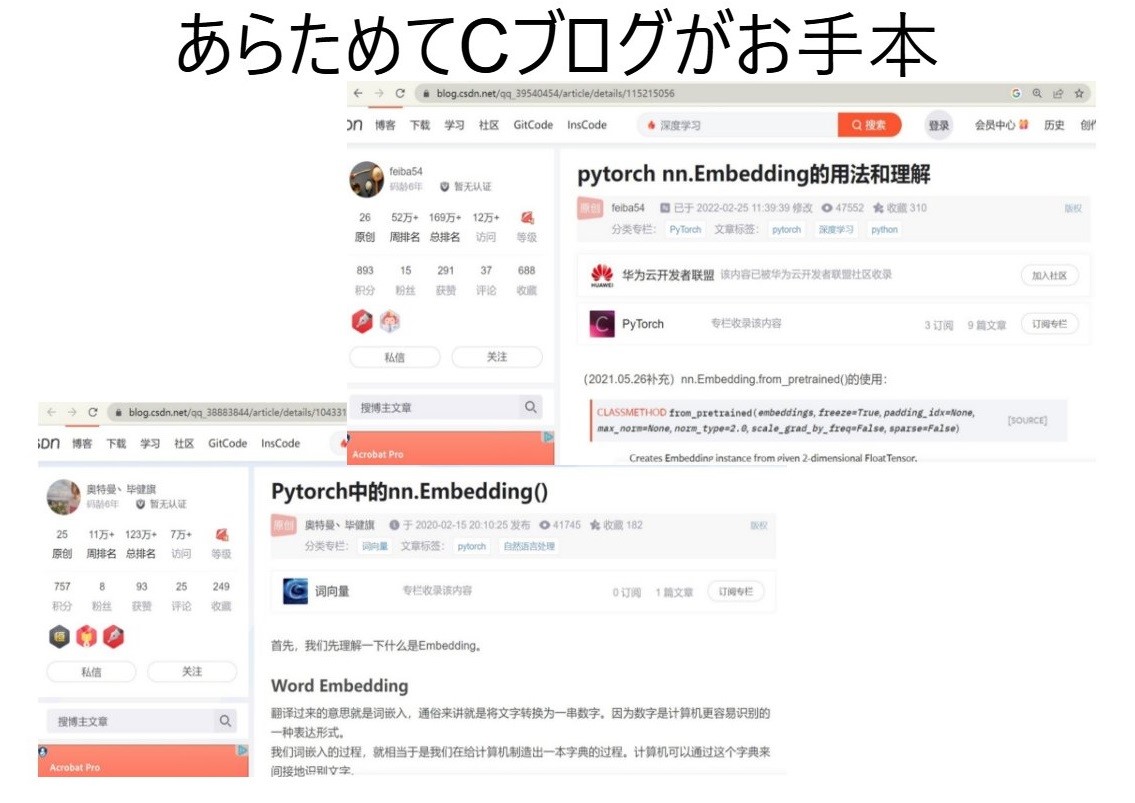 あらためてCブログがお手本
blog.csdn.net/qq_39540454/article/details/115215056
博客 下载 学习 社区 GitCode InsCode 深度学习 搜索 登录 会员中心 历史
feiba54
码龄6年 暂无认证
26 52万+ 169万+ 12万+
原创 周排名 总排名 访问 等级
893 15 291 37 688
积分 粉丝 获赞 评论 收藏
私信 关注
搜博主文章
Acrobat Pro
pytorch nn.Embedding的用法和理解
原创 feiba54 已于 2022-02-25 11:39:39 修改 47552 收藏 310 版权
分类专栏: PyTorch 文章标签: pytorch 深度学习 python
HUAWEI 华为云开发者联盟 该内容已被华为云开发者联盟社区收录 加入社区
PyTorch 专栏收录该内容 3 订阅 9 篇文章 订阅专栏
（2021.05.26补充）nn.Embedding.from_pretrained()的使用：
CLASSMETHOD from_pretrained(embeddings, freeze=True, padding_idx=None,
max_norm=None, norm_type=2.0, scale_grad_by_freq=False, sparse=False)
[SOURCE]
Creates Embedding instance from given 2-dimensional FloatTensor.
blog.csdn.net/qq_38883844/article/details/104331
博客 下载 学习 社区 GitCode InsCode
奥特曼丶毕健旗
码龄6年 暂无认证
25 11万+ 123万+ 7万+
原创 周排名 总排名 访问 等级
757 8 93 25 249
积分 粉丝 获赞 评论 收藏
私信 关注
搜博主文章
Acrobat Pro
Pytorch中的nn.Embedding()
原创 奥特曼丶毕健旗 于 2020-02-15 20:10:25 发布 41745 收藏 182 版权
分类专栏: 词向量 文章标签: pytorch 自然语言处理
词向量 专栏收录该内容 0 订阅 1 篇文章 订阅专栏
首先，我们先理解一下什么是Embedding。
Word Embedding
翻译过来的意思就是词嵌入，通俗来讲就是将文字转换为一串数字。因为数字是计算机更容易识别的
一种表达形式。
我们词嵌入的过程，就相当于是我们在给计算机制造出一本字典的过程。计算机可以通过这个字典来
间接地识别文字。